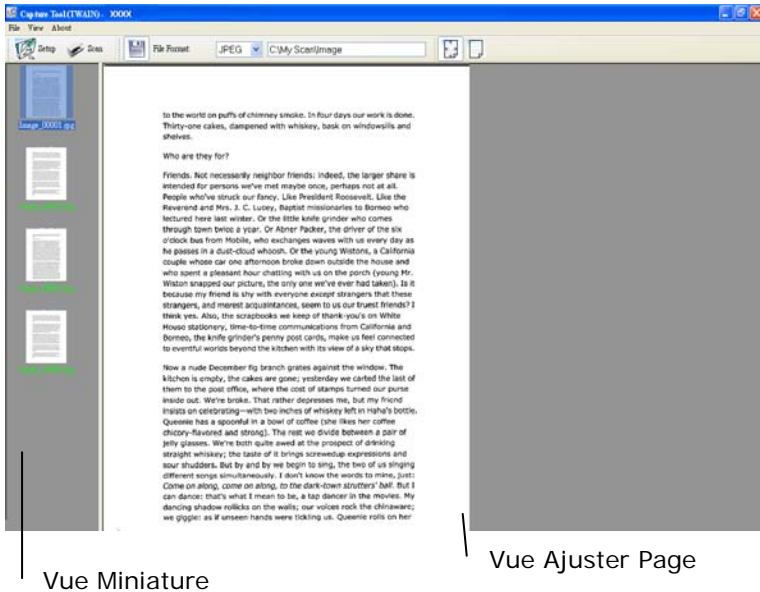 Capture Tool(TWAIN) - XXXX
File View About
Setup Scan File Format: JPEG C:\My Scan\Image
Image_00001.jpg
to the world on puffs of chimney smoke. In four days our work is done.
Thirty-one cakes, dampened with whiskey, bask on windowsills and
shelves.
Who are they for?
Friends. Not necessarily neighbor friends: indeed, the larger share is
intended for persons we've met maybe once, perhaps not at all.
People who've struck our fancy. Like President Roosevelt. Like the
Reverend and Mrs. J. C. Lucey, Baptist missionaries to Borneo who
lectured here last winter. Or the little knife grinder who comes
through town twice a year. Or Abner Packer, the driver of the six
o'clock bus from Mobile, who exchanges waves with us every day as
he passes in a dust-cloud whoosh. Or the young Wistons, a California
couple whose car one afternoon broke down outside the house and
who spent a pleasant hour chatting with us on the porch (young Mr.
Wiston snapped our picture, the only one we've ever had taken). Is it
because my friend is shy with everyone except strangers that these
strangers, and merest acquaintances, seem to us our truest friends? I
think yes. Also, the scrapbooks we keep of thank-you's on White
House stationery, time-to-time communications from California and
Borneo, the knife grinder's penny post cards, make us feel connected
to eventful worlds beyond the kitchen with its view of a sky that stops.
Now a nude December fig branch grates against the window. The
kitchen is empty, the cakes are gone; yesterday we carted the last of
them to the post office, where the cost of stamps turned our purse
inside out. We're broke. That rather depresses me, but my friend
insists on celebrating—with two inches of whiskey left in Haha's bottle.
Queenie has a spoonful in a bowl of coffee (she likes her coffee
chicory-flavored and strong). The rest we divide between a pair of
jelly glasses. We're both quite awed at the prospect of drinking
straight whiskey; the taste of it brings screwedup expressions and
sour shudders. But by and by we begin to sing, the two of us singing
different songs simultaneously. I don't know the words to mine, just:
Come on along, come on along, to the dark-town strutters' ball. But I
can dance: that's what I mean to be, a tap dancer in the movies. My
dancing shadow rollicks on the walls; our voices rock the chinaware;
we giggle: as if unseen hands were tickling us. Queenie rolls on her
Vue Ajuster Page
Vue Miniature